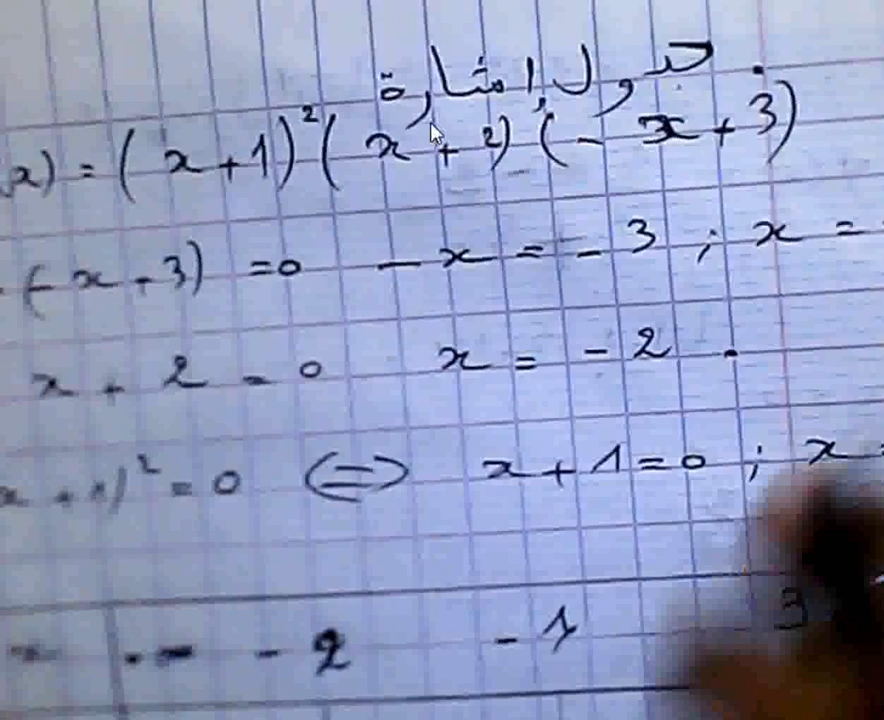 جدول إشارة .
x) = (x+1)²(x+2)(-x+3)
(-x+3) =0 -x = -3 ; x =
x + 2 = 0 x = -2 .
x+1)² = 0 ⇔ x+1=0 ; x =
x -2 -1 3